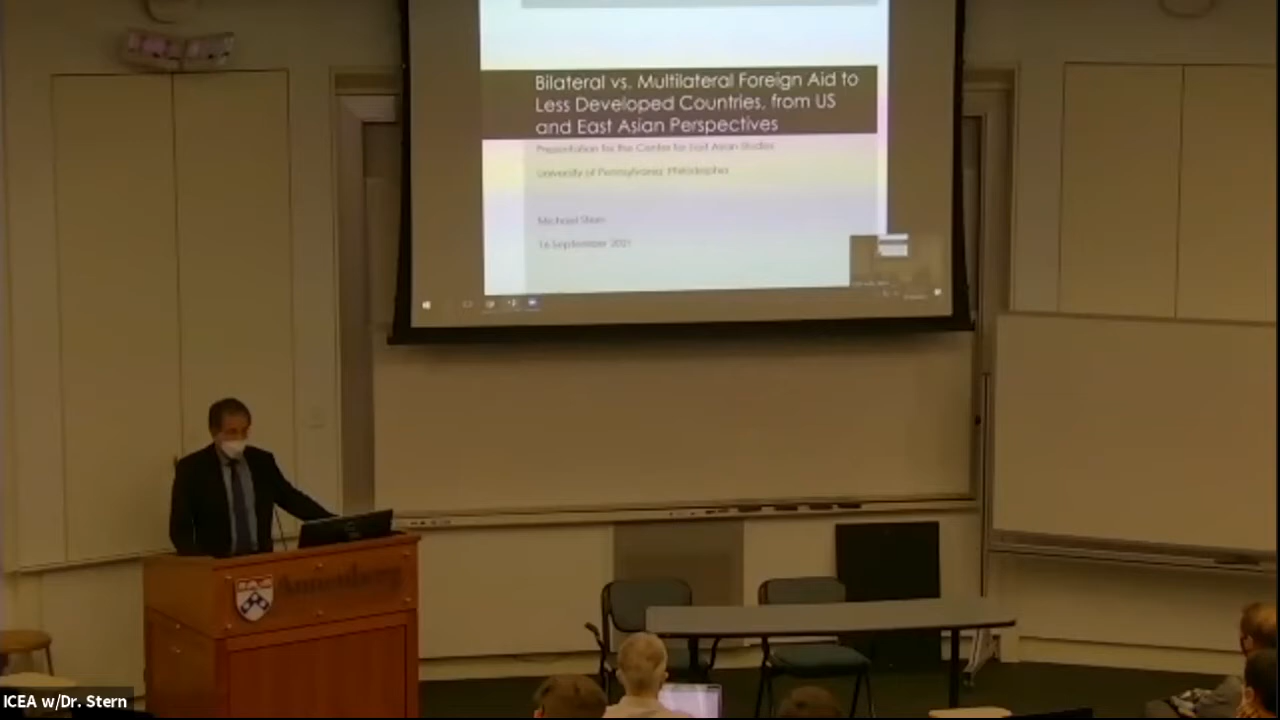 Bilateral vs. Multilateral Foreign Aid to
Less Developed Countries, from US
and East Asian Perspectives
Presentation for the Center for East Asian Studies
University of Pennsylvania, Philadelphia
Michael Stern
16 September 2021
Annenberg
ICEA w/Dr. Stern